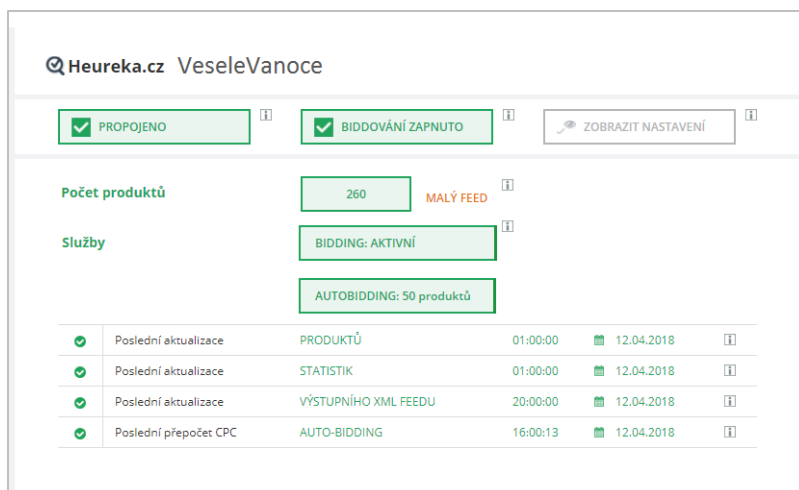 Heureka.cz VeseleVanoce
PROPOJENO
BIDDOVÁNÍ ZAPNUTO
ZOBRAZIT NASTAVENÍ
Počet produktů 260 MALÝ FEED
Služby BIDDING: AKTIVNÍ
AUTOBIDDING: 50 produktů
Poslední aktualizace PRODUKTŮ 01:00:00 12.04.2018
Poslední aktualizace STATISTIK 01:00:00 12.04.2018
Poslední aktualizace VÝSTUPNÍHO XML FEEDU 20:00:00 12.04.2018
Poslední přepočet CPC AUTO-BIDDING 16:00:13 12.04.2018